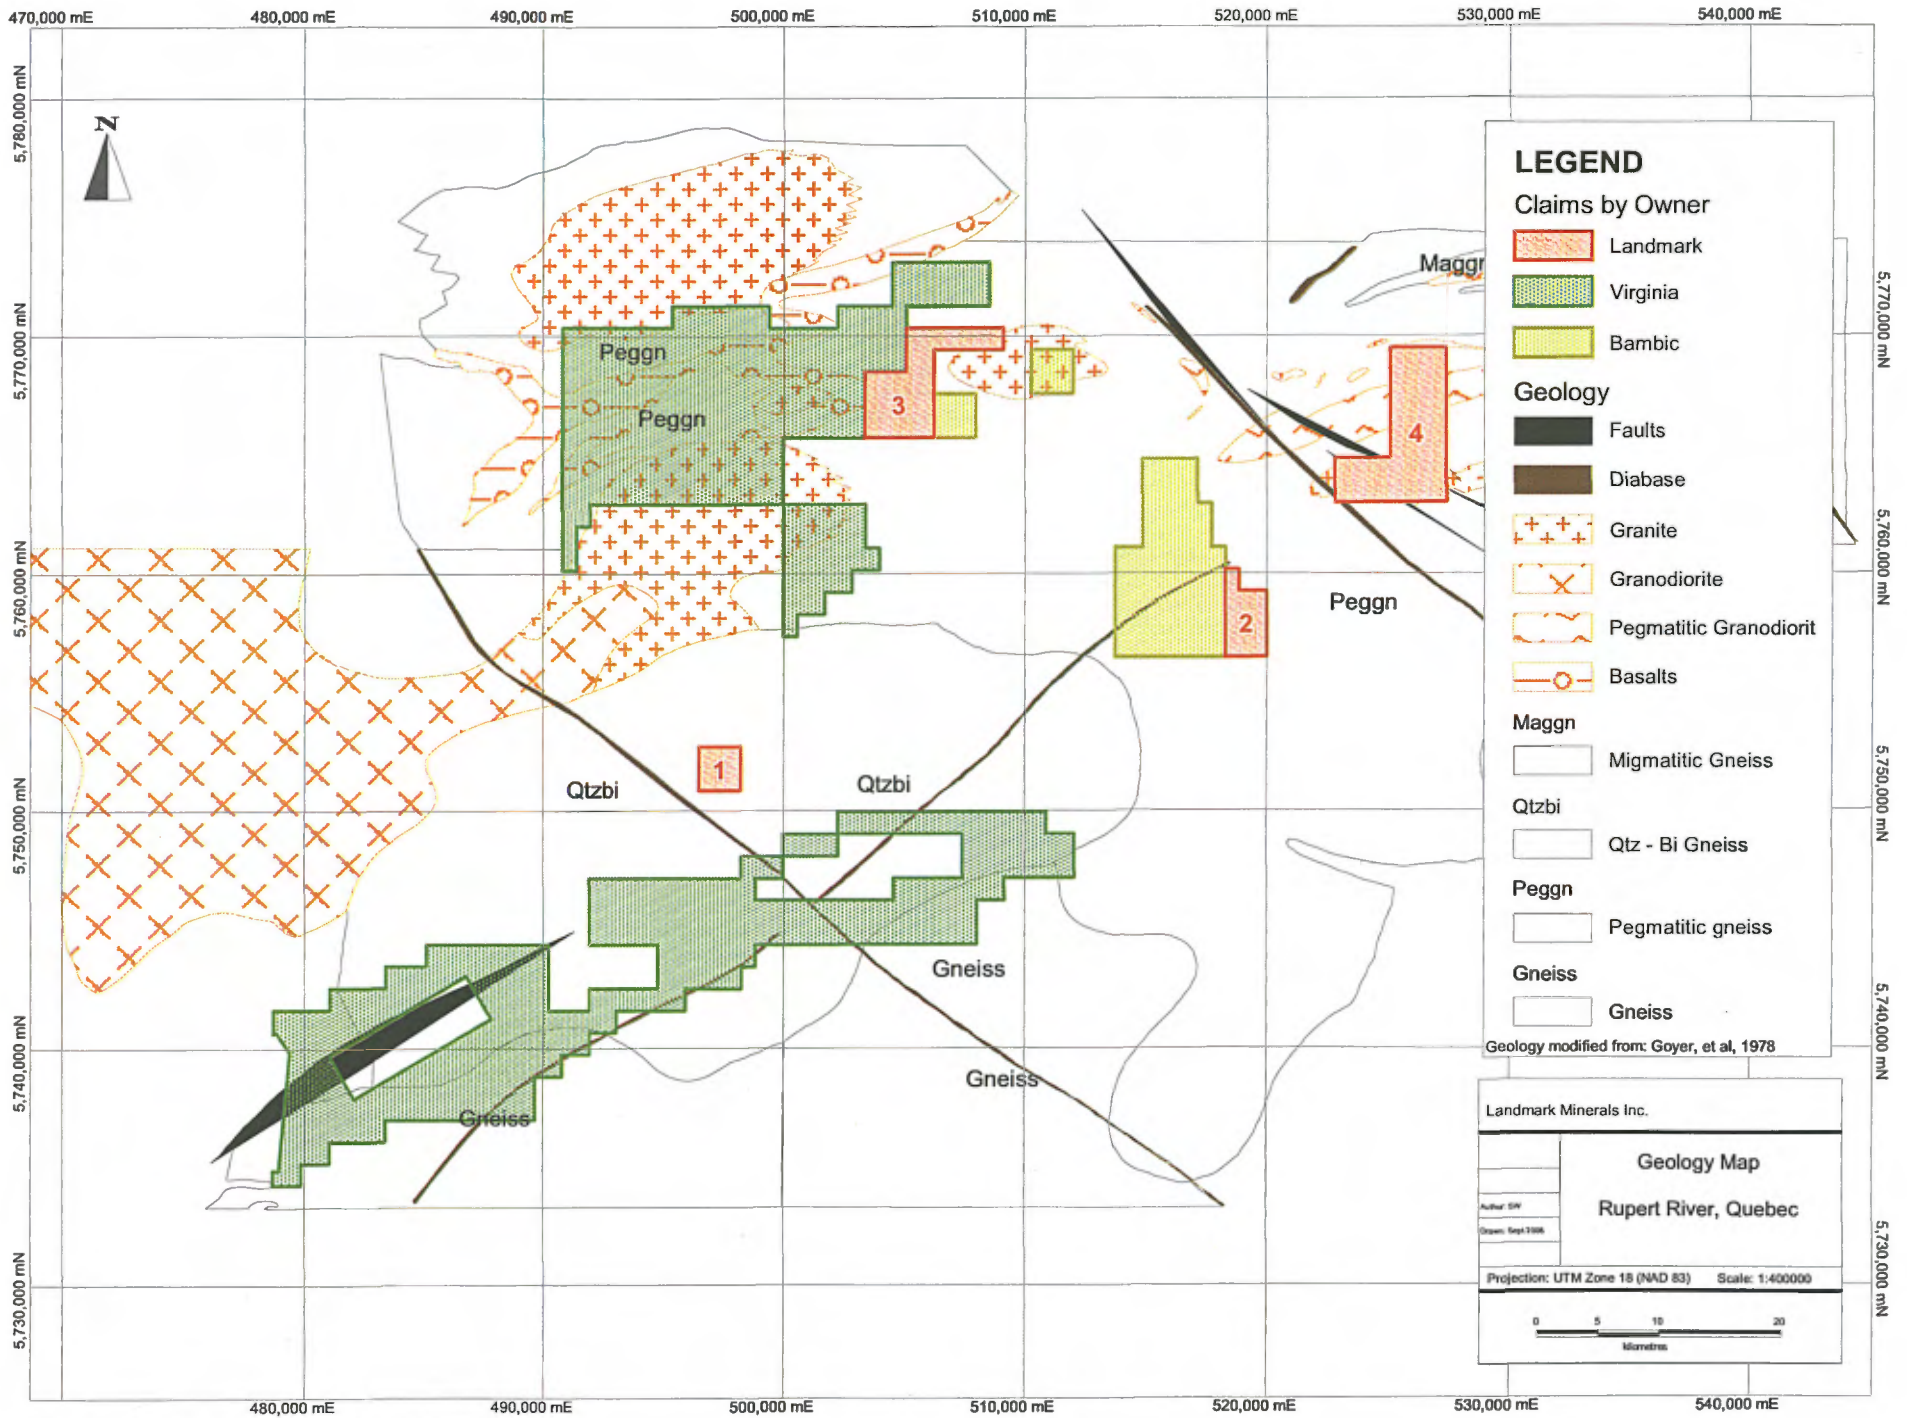 470,000 mE 480,000 mE 490,000 mE 500,000 mE 510,000 mE 520,000 mE 530,000 mE 540,000 mE
5,780,000 mN
5,770,000 mN
5,760,000 mN
5,750,000 mN
5,740,000 mN
5,730,000 mN
N
Peggn
Peggn
3
Maggr
4
Peggn
2
1
Qtzbi
Qtzbi
Gneiss
Gneiss
Gneiss
LEGEND
Claims by Owner
Landmark
Virginia
Bambic
Geology
Faults
Diabase
Granite
Granodiorite
Pegmatitic Granodiorit
Basalts
Maggn
Migmatitic Gneiss
Qtzbi
Qtz - Bi Gneiss
Peggn
Pegmatitic gneiss
Gneiss
Gneiss
Geology modified from: Goyer, et al, 1978
Landmark Minerals Inc.
Geology Map
Rupert River, Quebec
Author: SW
Drawn: Sept 2006
Projection: UTM Zone 18 (NAD 83) Scale: 1:400000
0 5 10 20
kilometres
5,770,000 mN
5,760,000 mN
5,750,000 mN
5,740,000 mN
5,730,000 mN
480,000 mE 490,000 mE 500,000 mE 510,000 mE 520,000 mE 530,000 mE 540,000 mE